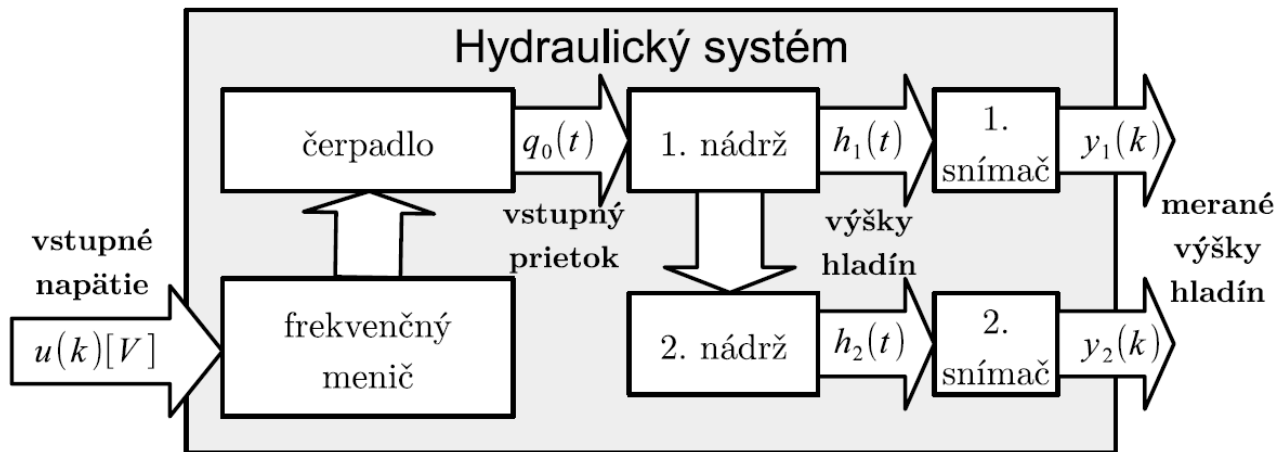 Hydraulický systém
čerpadlo
q₀(t)
1. nádrž
h₁(t)
1.
snímač
y₁(k)
vstupný
prietok
výšky
hladín
merané
výšky
hladín
vstupné
napätie
u(k)[V]
frekvenčný
menič
2. nádrž
h₂(t)
2.
snímač
y₂(k)